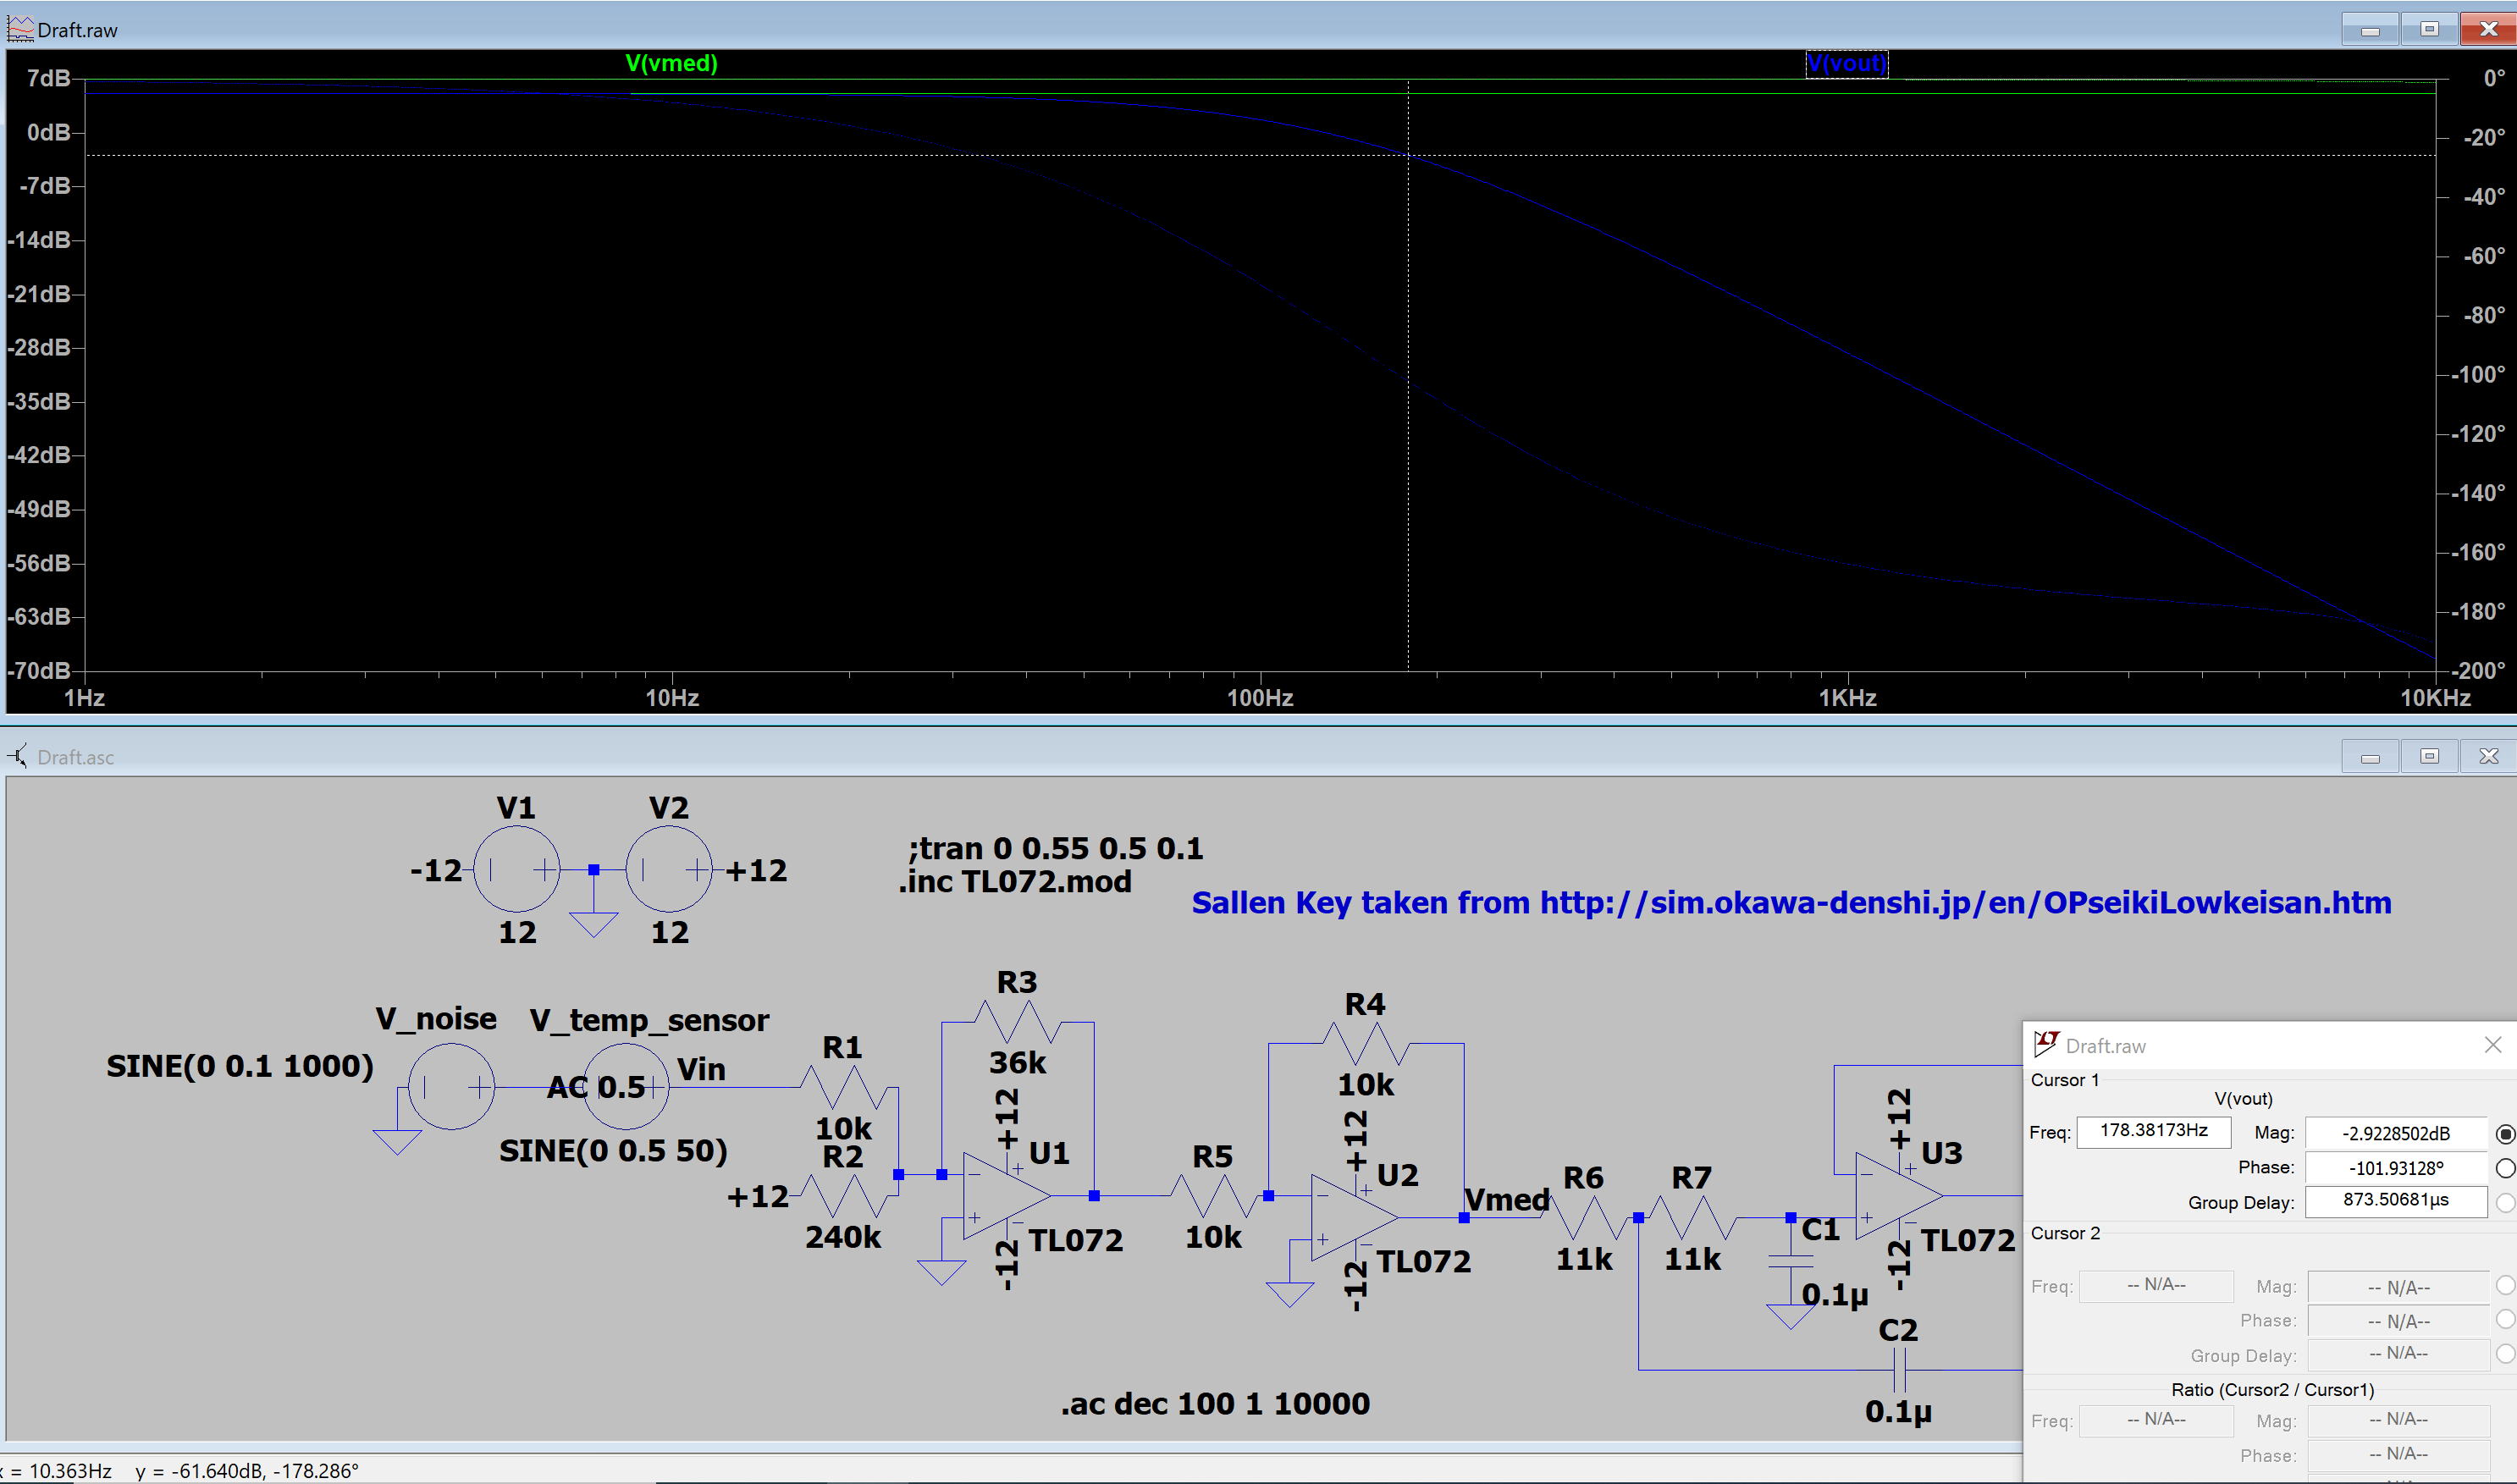 Draft.raw
V(vmed)
V(vout)
7dB
0dB
-7dB
-14dB
-21dB
-28dB
-35dB
-42dB
-49dB
-56dB
-63dB
-70dB
0°
-20°
-40°
-60°
-80°
-100°
-120°
-140°
-160°
-180°
-200°
1Hz 10Hz 100Hz 1KHz 10KHz
Draft.asc
V1 V2
-12 +12
12 12
;tran 0 0.55 0.5 0.1
.inc TL072.mod
Sallen Key taken from http://sim.okawa-denshi.jp/en/OPseikiLowkeisan.htm
V_noise V_temp_sensor
SINE(0 0.1 1000)
AC 0.5
Vin
SINE(0 0.5 50)
R1
10k
R2
+12
240k
R3
36k
+12
U1
-12
TL072
R5
10k
R4
10k
+12
U2
-12
TL072
Vmed
R6
11k
R7
11k
C1
0.1µ
+12
U3
-12
TL072
C2
0.1µ
.ac dec 100 1 10000
Draft.raw
Cursor 1
V(vout)
Freq: 178.38173Hz Mag: -2.9228502dB
Phase: -101.93128°
Group Delay: 873.50681µs
Cursor 2
Freq: -- N/A-- Mag: -- N/A--
Phase: -- N/A--
Group Delay: -- N/A--
Ratio (Cursor2 / Cursor1)
Freq: -- N/A-- Mag: -- N/A--
Phase: -- N/A--
= 10.363Hz y = -61.640dB, -178.286°